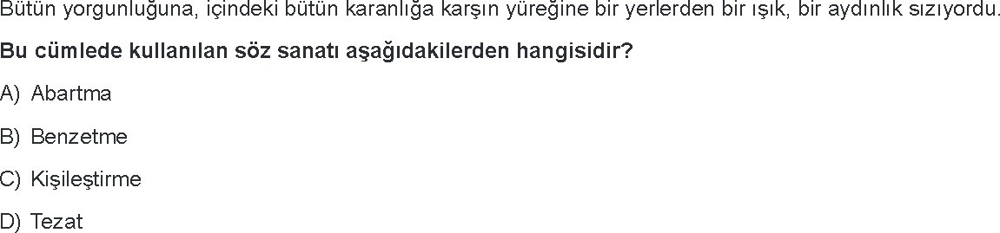 Bütün yorgunluğuna, içindeki bütün karanlığa karşın yüreğine bir yerlerden bir ışık, bir aydınlık sızıyordu.
Bu cümlede kullanılan söz sanatı aşağıdakilerden hangisidir?
A) Abartma
B) Benzetme
C) Kişileştirme
D) Tezat